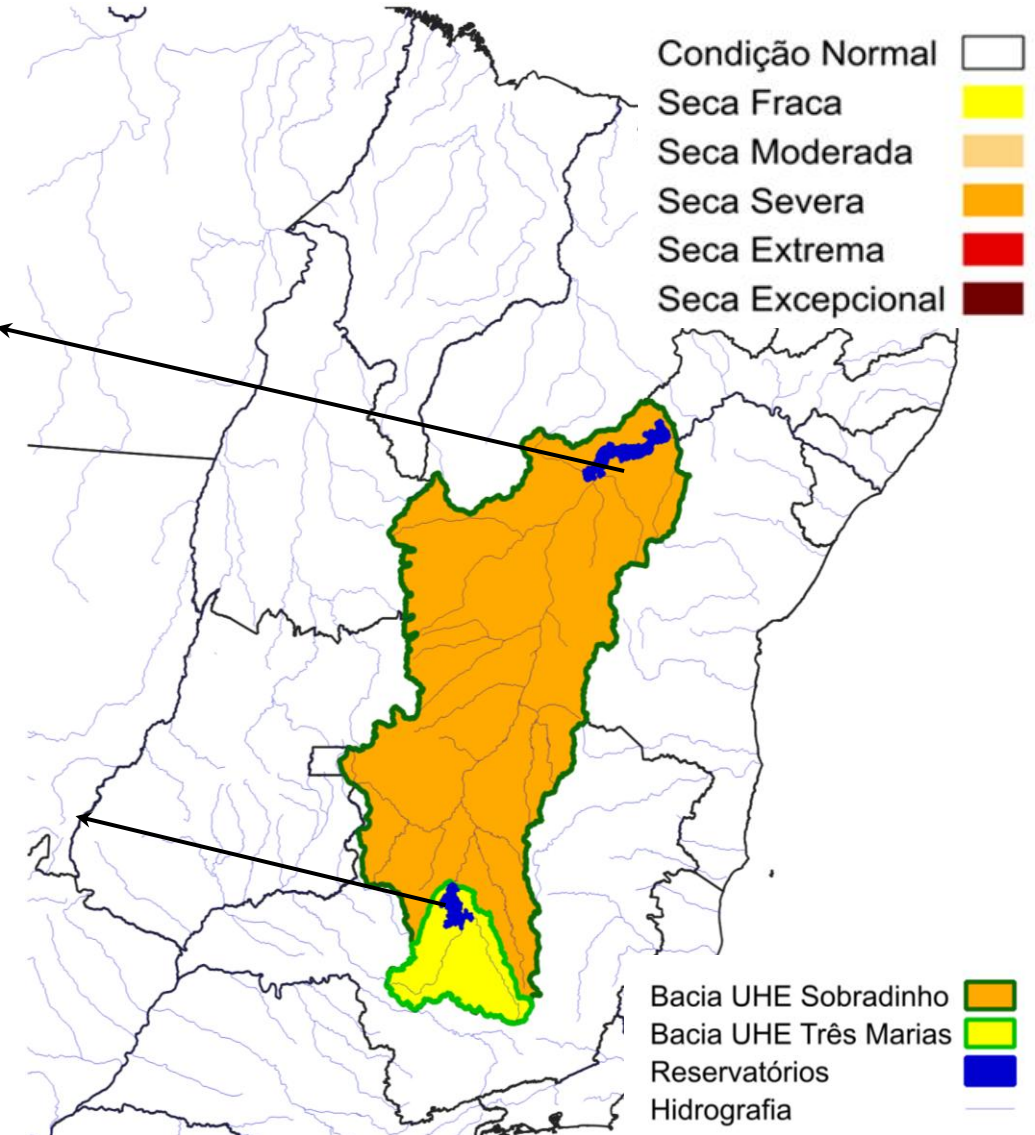 Condição Normal
Seca Fraca
Seca Moderada
Seca Severa
Seca Extrema
Seca Excepcional
Bacia UHE Sobradinho
Bacia UHE Três Marias
Reservatórios
Hidrografia